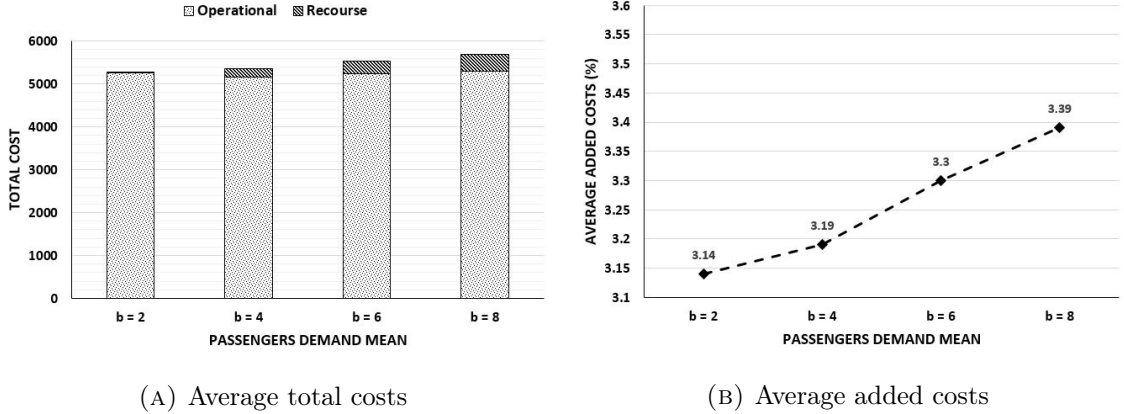 Operational Recourse
TOTAL COST
6000
5000
4000
3000
2000
1000
0
b = 2 b = 4 b = 6 b = 8
PASSENGERS DEMAND MEAN
(A) Average total costs
AVERAGE ADDED COSTS (%)
3.6
3.55
3.5
3.45
3.4
3.35
3.3
3.25
3.2
3.15
3.1
3.14
3.19
3.3
3.39
b = 2 b = 4 b = 6 b = 8
PASSENGERS DEMAND MEAN
(B) Average added costs